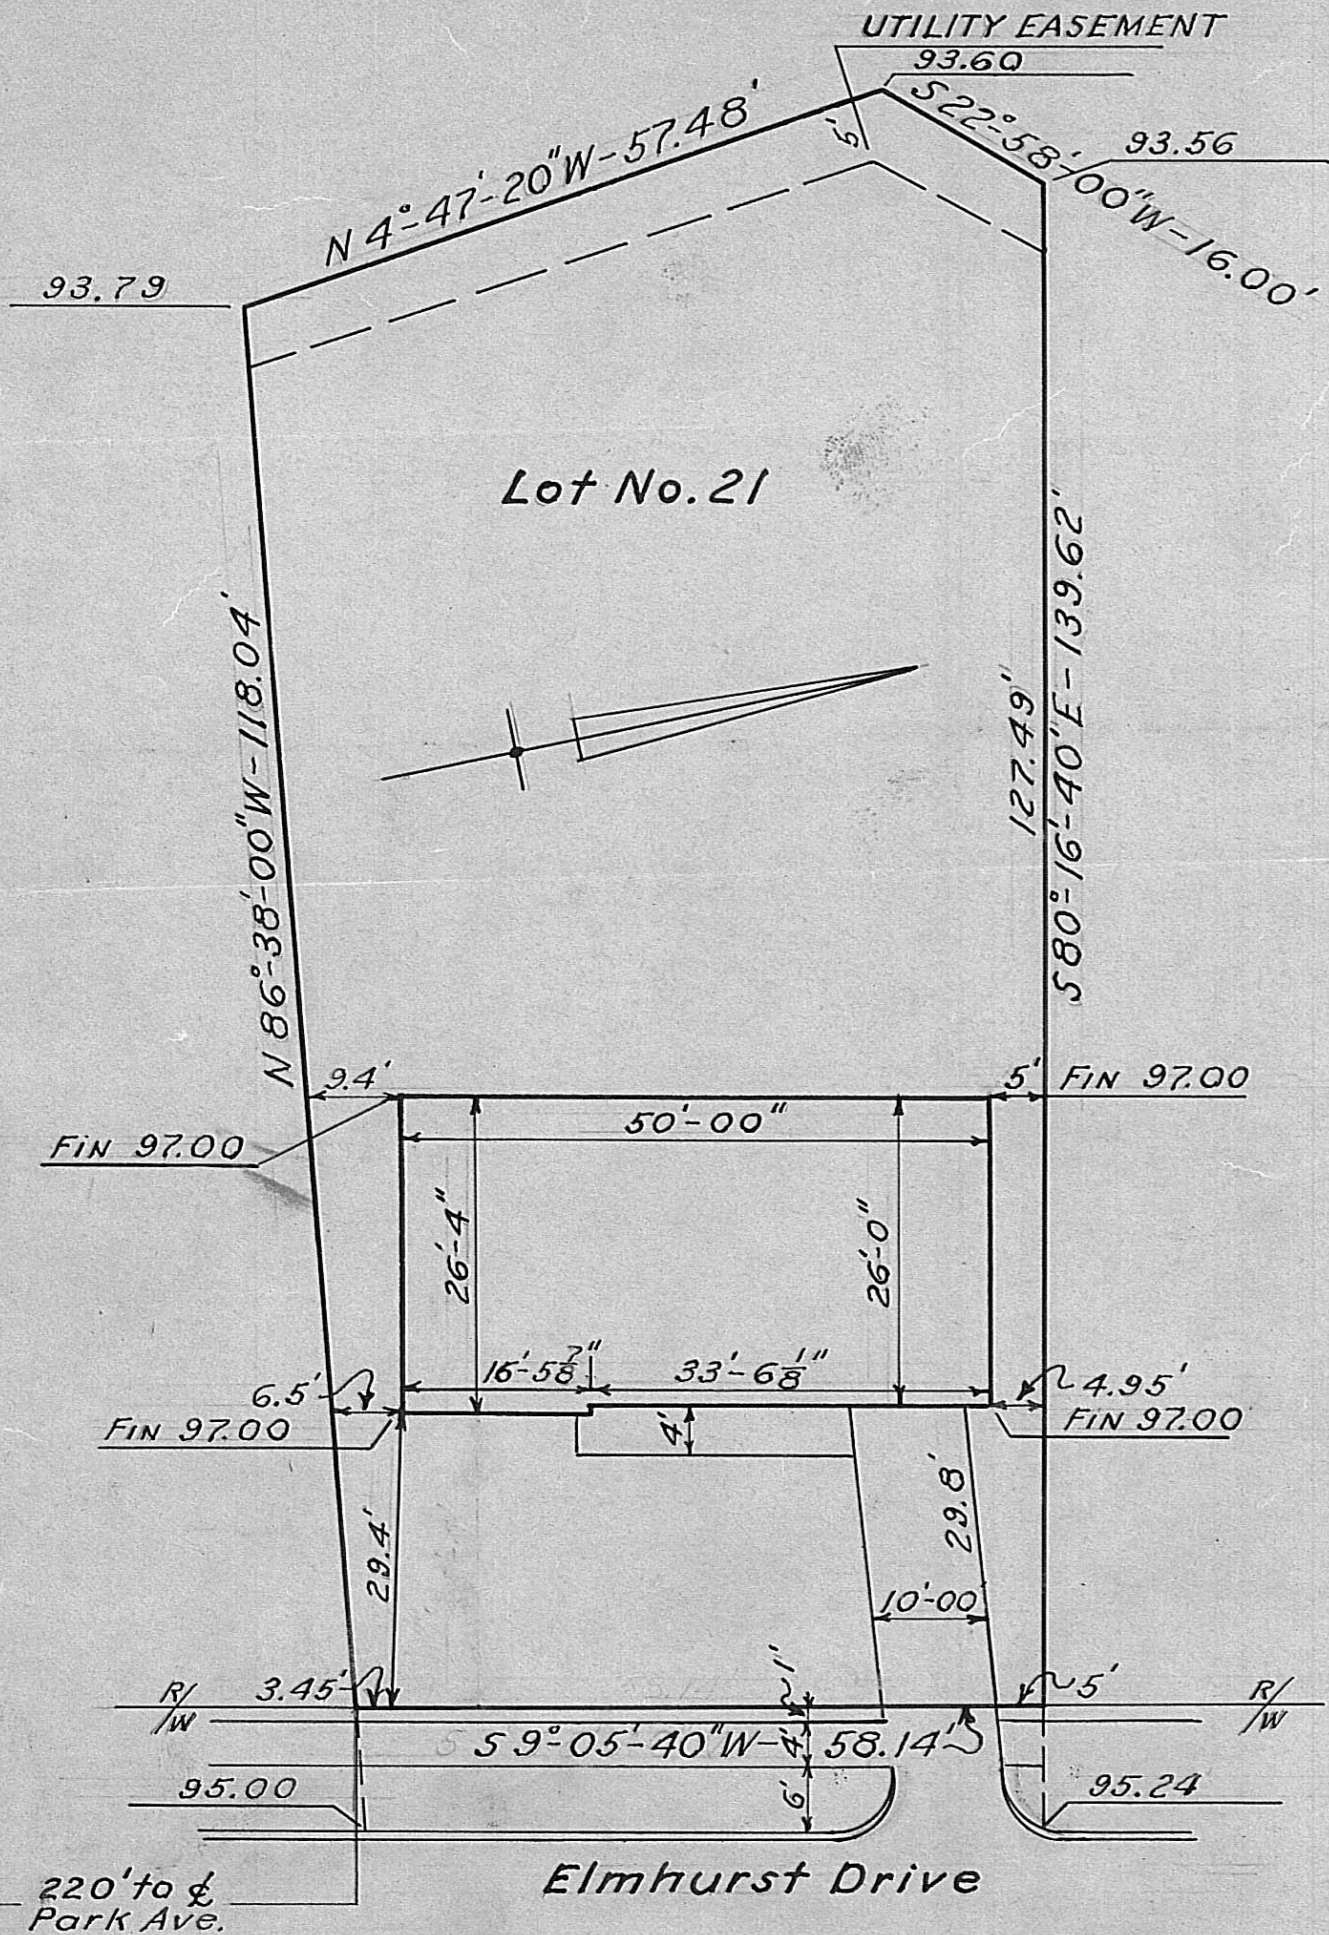 UTILITY EASEMENT
93.60
N 4°-47'-20"W-57.48'
5'
S 22°-58'-00"W-16.00'
93.56
93.79
Lot No. 21
N 86°-38'-00"W-118.04'
127.49"
S 80°-16'-40'E-139.62'
9.4'
5'
FIN 97.00
50'-00"
FIN 97.00
26'-4"
26'-0"
16'-5 7/8"
33'-6 1/8"
6.5'
4.95'
FIN 97.00
4'
FIN 97.00
29.4'
29.8'
10'-00
1'
R/W
3.45'
5'
R/W
S 9°-05'-40"W-
4'
58.14'
95.00
6'
95.24
Elmhurst Drive
220' to ℄
Park Ave.